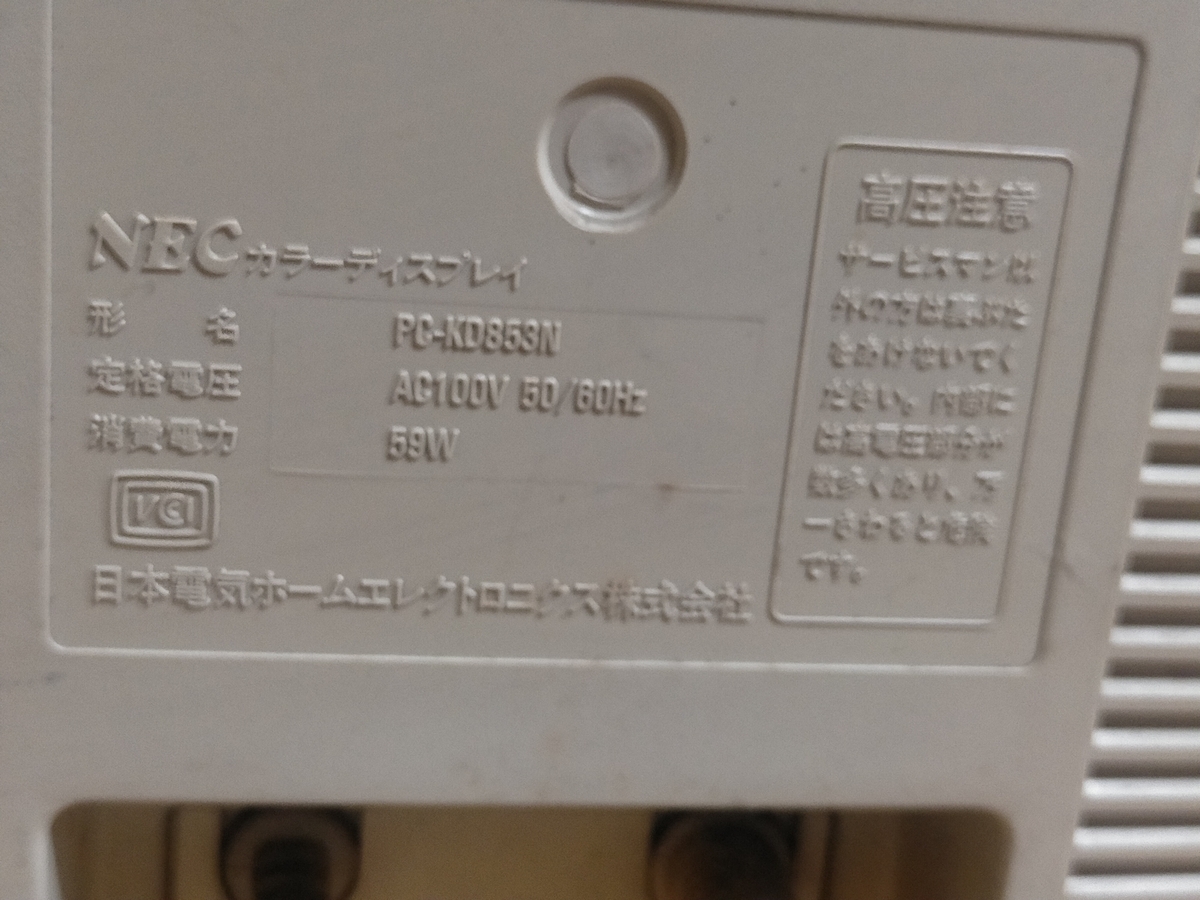 NEC カラーディスプレイ
形 名 PC-KD853N
定格電圧 AC100V 50/60Hz
消費電力 59W
VCCI
日本電気ホームエレクトロニクス株式会社
高圧注意
サービスマン以
外の方は裏ぶた
をあけないでく
ださい。内部に
は高電圧部分が
数多くあり、万
一さわると危険
です。